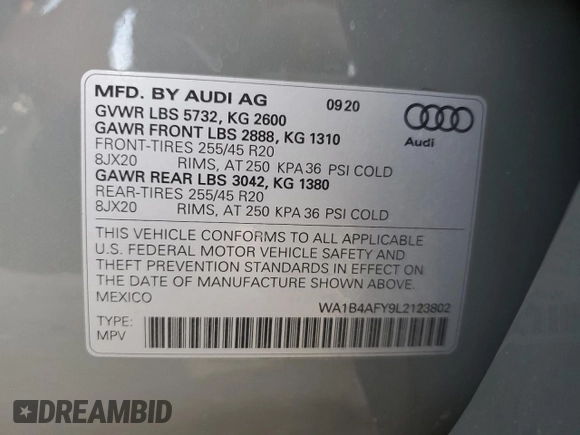 MFD. BY AUDI AG 09 20
GVWR LBS 5732, KG 2600
GAWR FRONT LBS 2888, KG 1310
FRONT-TIRES 255/45 R20
8JX20 RIMS, AT 250 KPA 36 PSI COLD
GAWR REAR LBS 3042, KG 1380
REAR-TIRES 255/45 R20
8JX20 RIMS, AT 250 KPA 36 PSI COLD
Audi
THIS VEHICLE CONFORMS TO ALL APPLICABLE
U.S. FEDERAL MOTOR VEHICLE SAFETY AND
THEFT PREVENTION STANDARDS IN EFFECT ON
THE DATE OF MANUFACTURE SHOWN ABOVE.
MEXICO WA1B4AFY9L2123802
TYPE:
MPV
DREAMBID